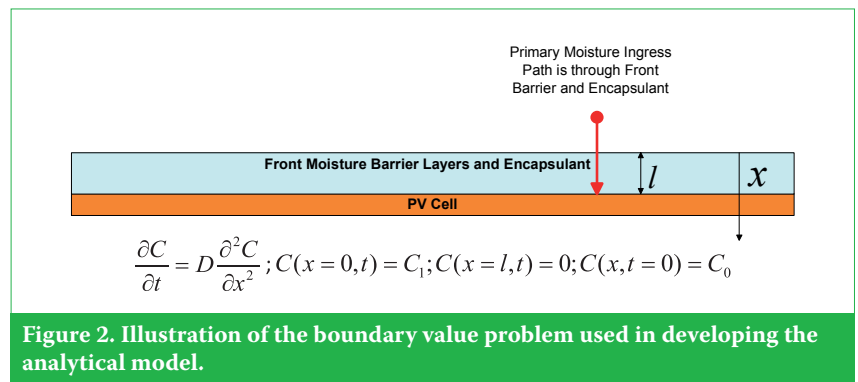 Primary Moisture Ingress
Path is through Front
Barrier and Encapsulant
Front Moisture Barrier Layers and Encapsulant
l
x
PV Cell
∂C/∂t = D ∂²C/∂x² ; C(x = 0, t) = C₁; C(x = l, t) = 0; C(x, t = 0) = C₀
Figure 2. Illustration of the boundary value problem used in developing the
analytical model.